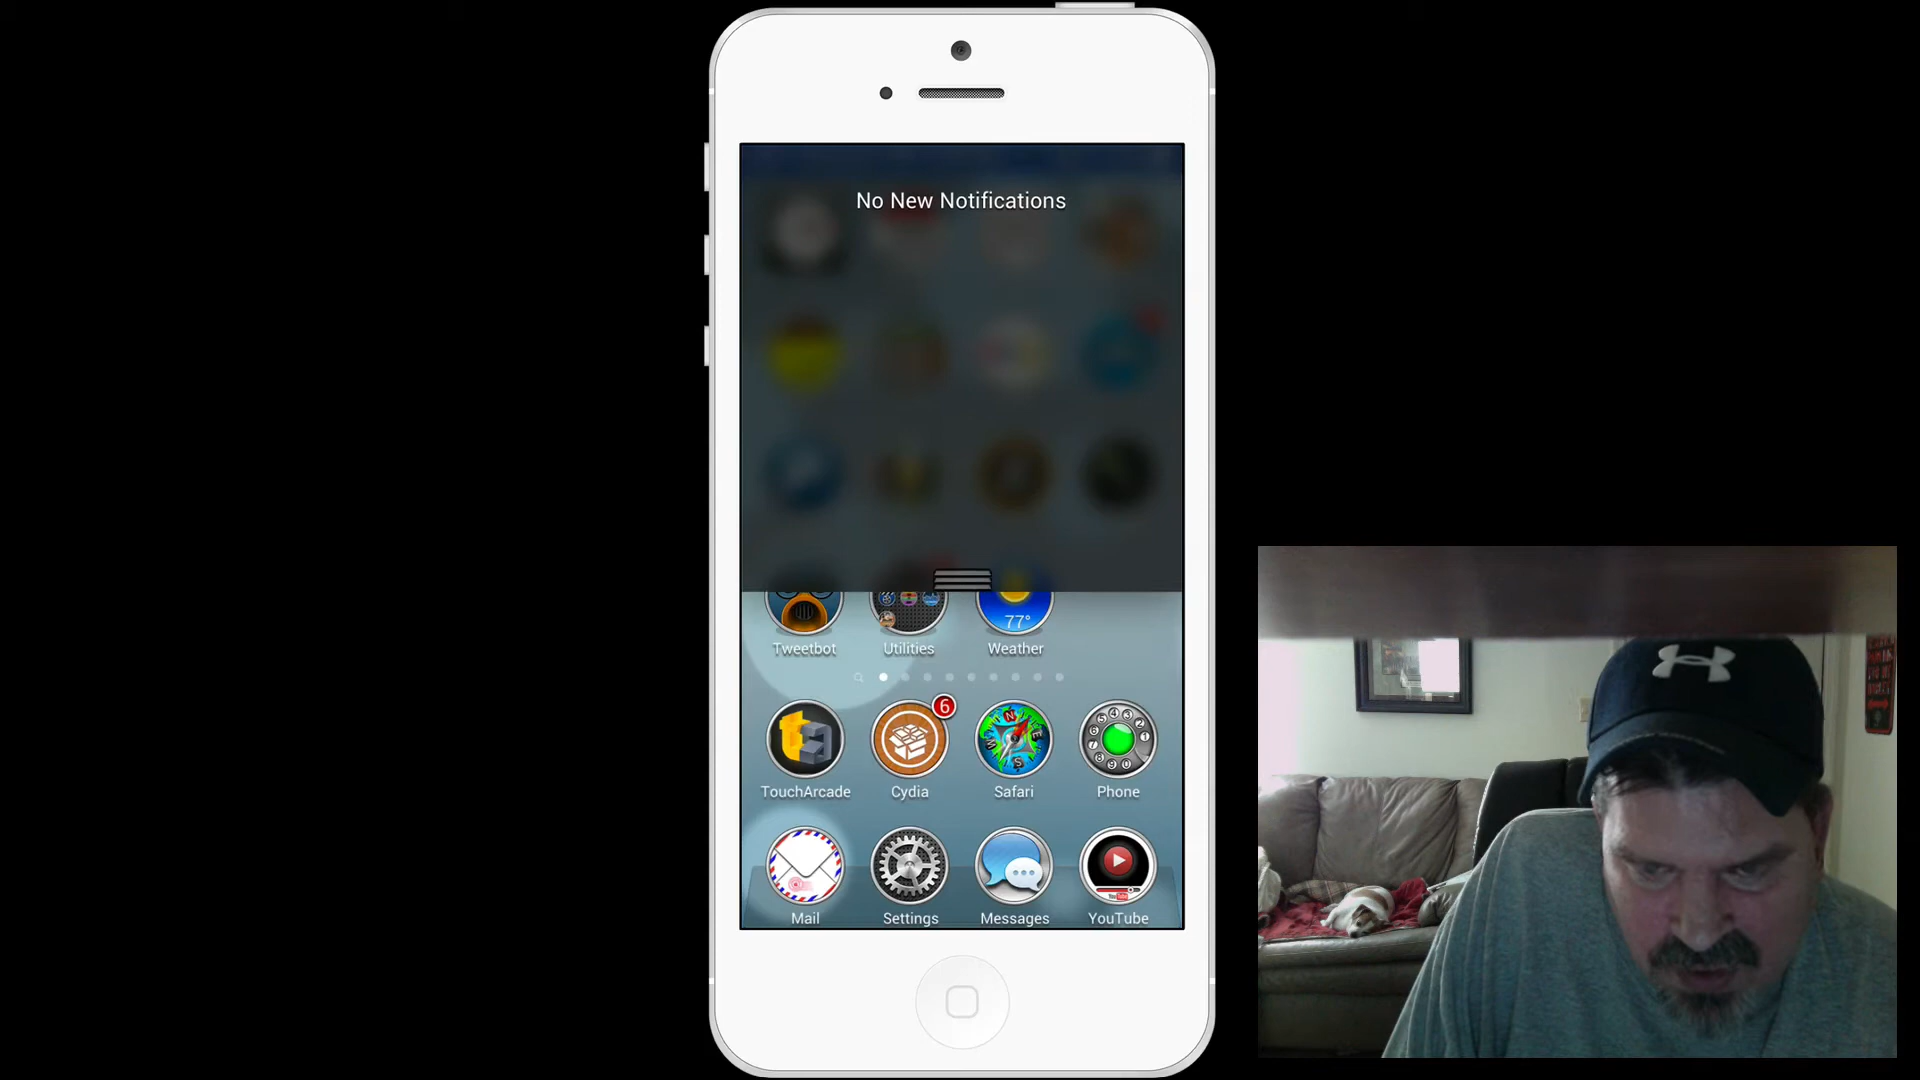 No New Notifications
77°
Tweetbot Utilities Weather
6
N
W E
S
TouchArcade Cydia Safari Phone
Mail Settings Messages YouTube